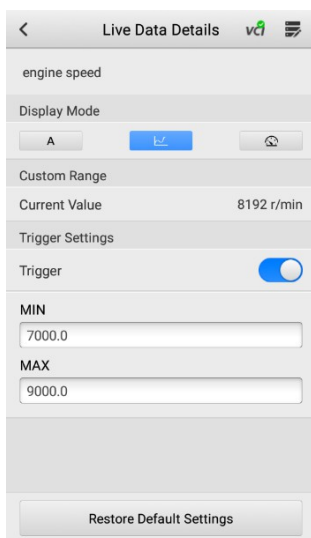 Live Data Details
vci
engine speed
Display Mode
A
Custom Range
Current Value 8192 r/min
Trigger Settings
Trigger
MIN
7000.0
MAX
9000.0
Restore Default Settings